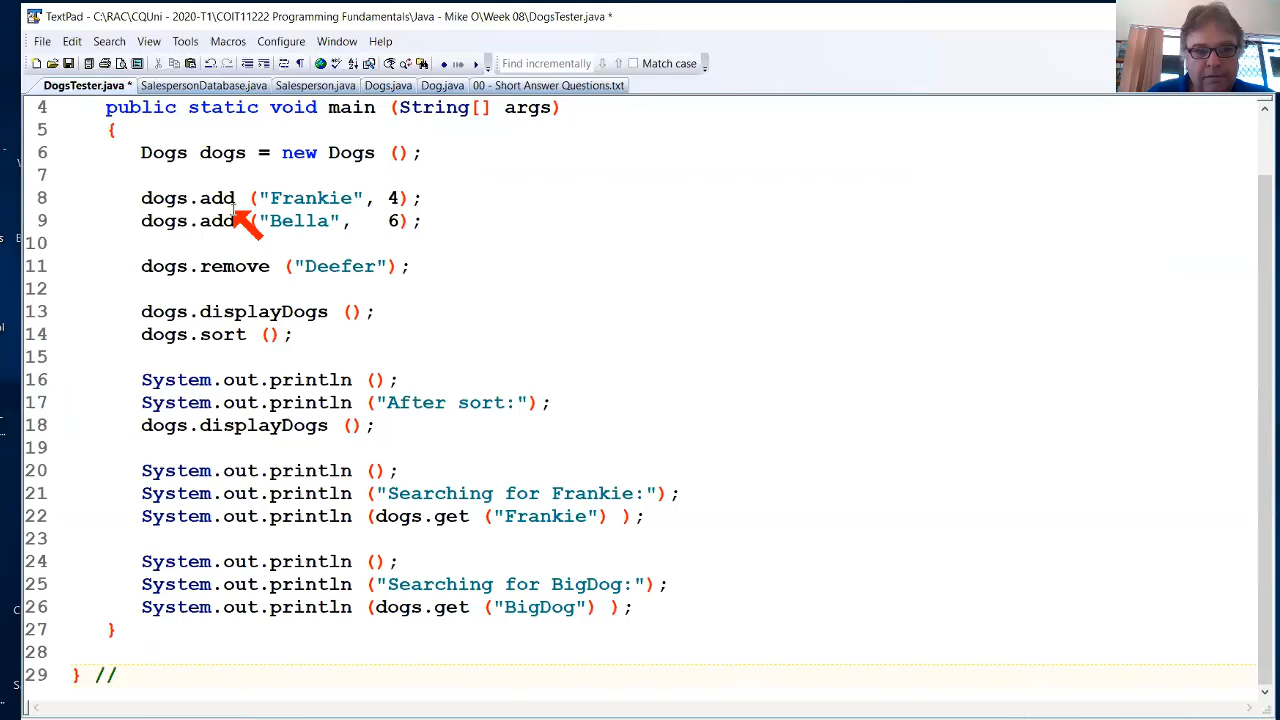 TextPad - C:\RAC\CQUni - 2020-T1\COIT11222 Programming Fundamentals\Java - Mike O\Week 08\DogsTester.java *
File Edit Search View Tools Macros Configure Window Help
Find incrementally Match case
DogsTester.java * SalespersonDatabase.java Salesperson.java Dogs.java Dog.java 00 - Short Answer Questions.txt
4 public static void main (String[] args)
5 {
6 Dogs dogs = new Dogs ();
7
8 dogs.add ("Frankie", 4);
9 dogs.add ("Bella", 6);
10
11 dogs.remove ("Deefer");
12
13 dogs.displayDogs ();
14 dogs.sort ();
15
16 System.out.println ();
17 System.out.println ("After sort:");
18 dogs.displayDogs ();
19
20 System.out.println ();
21 System.out.println ("Searching for Frankie:");
22 System.out.println (dogs.get ("Frankie") );
23
24 System.out.println ();
25 System.out.println ("Searching for BigDog:");
26 System.out.println (dogs.get ("BigDog") );
27 }
28
29 } //